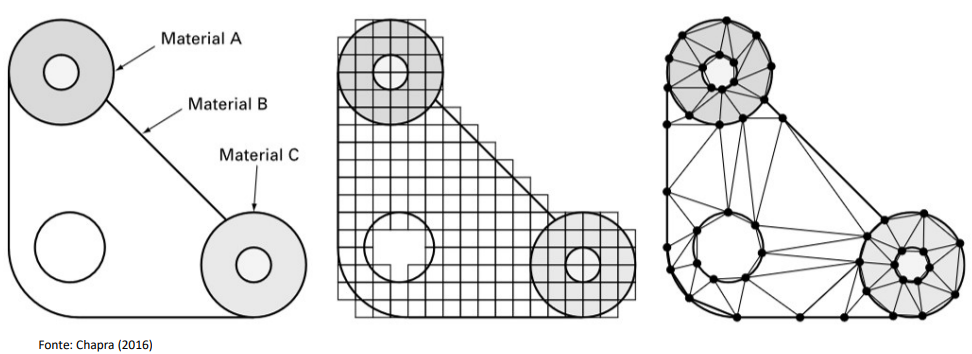 Material A
Material B
Material C
Fonte: Chapra (2016)